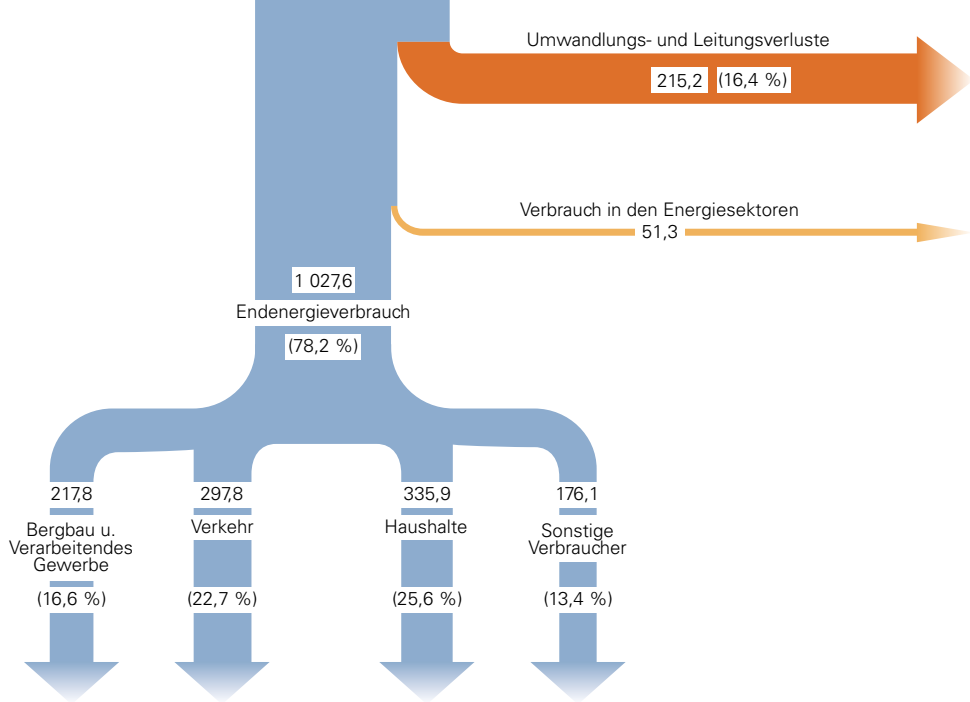 Umwandlungs- und Leitungsverluste
215,2 (16,4 %)
Verbrauch in den Energiesektoren
51,3
1 027,6
Endenergieverbrauch
(78,2 %)
217,8
Bergbau u.
Verarbeitendes
Gewerbe
(16,6 %)
297,8
Verkehr
(22,7 %)
335,9
Haushalte
(25,6 %)
176,1
Sonstige
Verbraucher
(13,4 %)